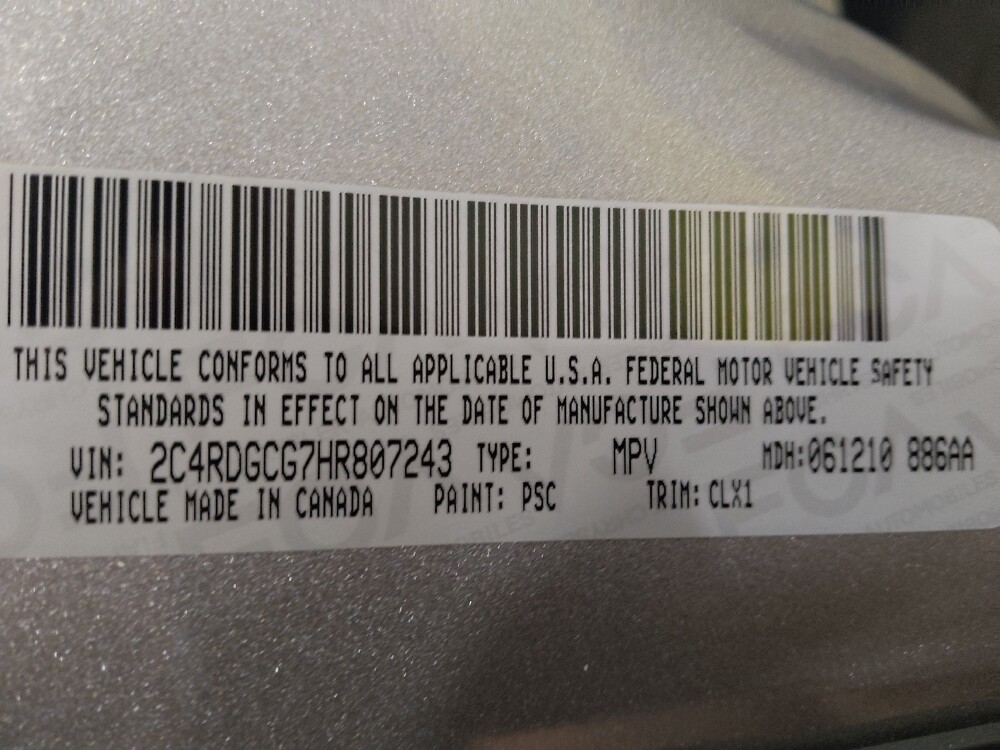 THIS VEHICLE CONFORMS TO ALL APPLICABLE U.S.A. FEDERAL MOTOR VEHICLE SAFETY
STANDARDS IN EFFECT ON THE DATE OF MANUFACTURE SHOWN ABOVE.
VIN: 2C4RDGCG7HR807243 TYPE: MPV MDH:061210 886AA
VEHICLE MADE IN CANADA PAINT: PSC TRIM: CLX1